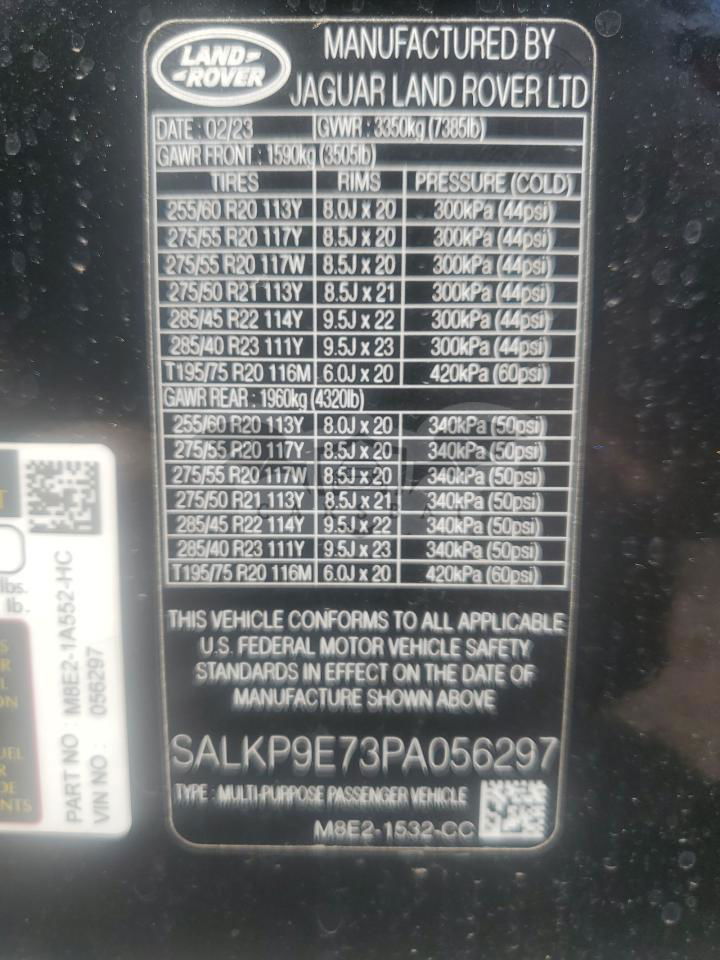 LAND
ROVER
MANUFACTURED BY
JAGUAR LAND ROVER LTD
DATE : 02/23 GVWR : 3350kg (7385lb)
GAWR FRONT : 1590kg (3505lb)
TIRES RIMS PRESSURE (COLD)
255/60 R20 113Y 8.0J x 20 300kPa (44psi)
275/55 R20 117Y 8.5J x 20 300kPa (44psi)
275/55 R20 117W 8.5J x 20 300kPa (44psi)
275/50 R21 113Y 8.5J x 21 300kPa (44psi)
285/45 R22 114Y 9.5J x 22 300kPa (44psi)
285/40 R23 111Y 9.5J x 23 300kPa (44psi)
T195/75 R20 116M 6.0J x 20 420kPa (60psi)
GAWR REAR : 1960kg (4320lb)
255/60 R20 113Y 8.0J x 20 340kPa (50psi)
275/55 R20 117Y 8.5J x 20 340kPa (50psi)
275/55 R20 117W 8.5J x 20 340kPa (50psi)
275/50 R21 113Y 8.5J x 21 340kPa (50psi)
285/45 R22 114Y 9.5J x 22 340kPa (50psi)
285/40 R23 111Y 9.5J x 23 340kPa (50psi)
T195/75 R20 116M 6.0J x 20 420kPa (60psi)
THIS VEHICLE CONFORMS TO ALL APPLICABLE
U.S. FEDERAL MOTOR VEHICLE SAFETY
STANDARDS IN EFFECT ON THE DATE OF
MANUFACTURE SHOWN ABOVE
SALKP9E73PA056297
TYPE : MULTI-PURPOSE PASSENGER VEHICLE
M8E2-1532-CC
lbs.
lb.
PART NO : M8E2-1A552-HC
VIN NO : 056297